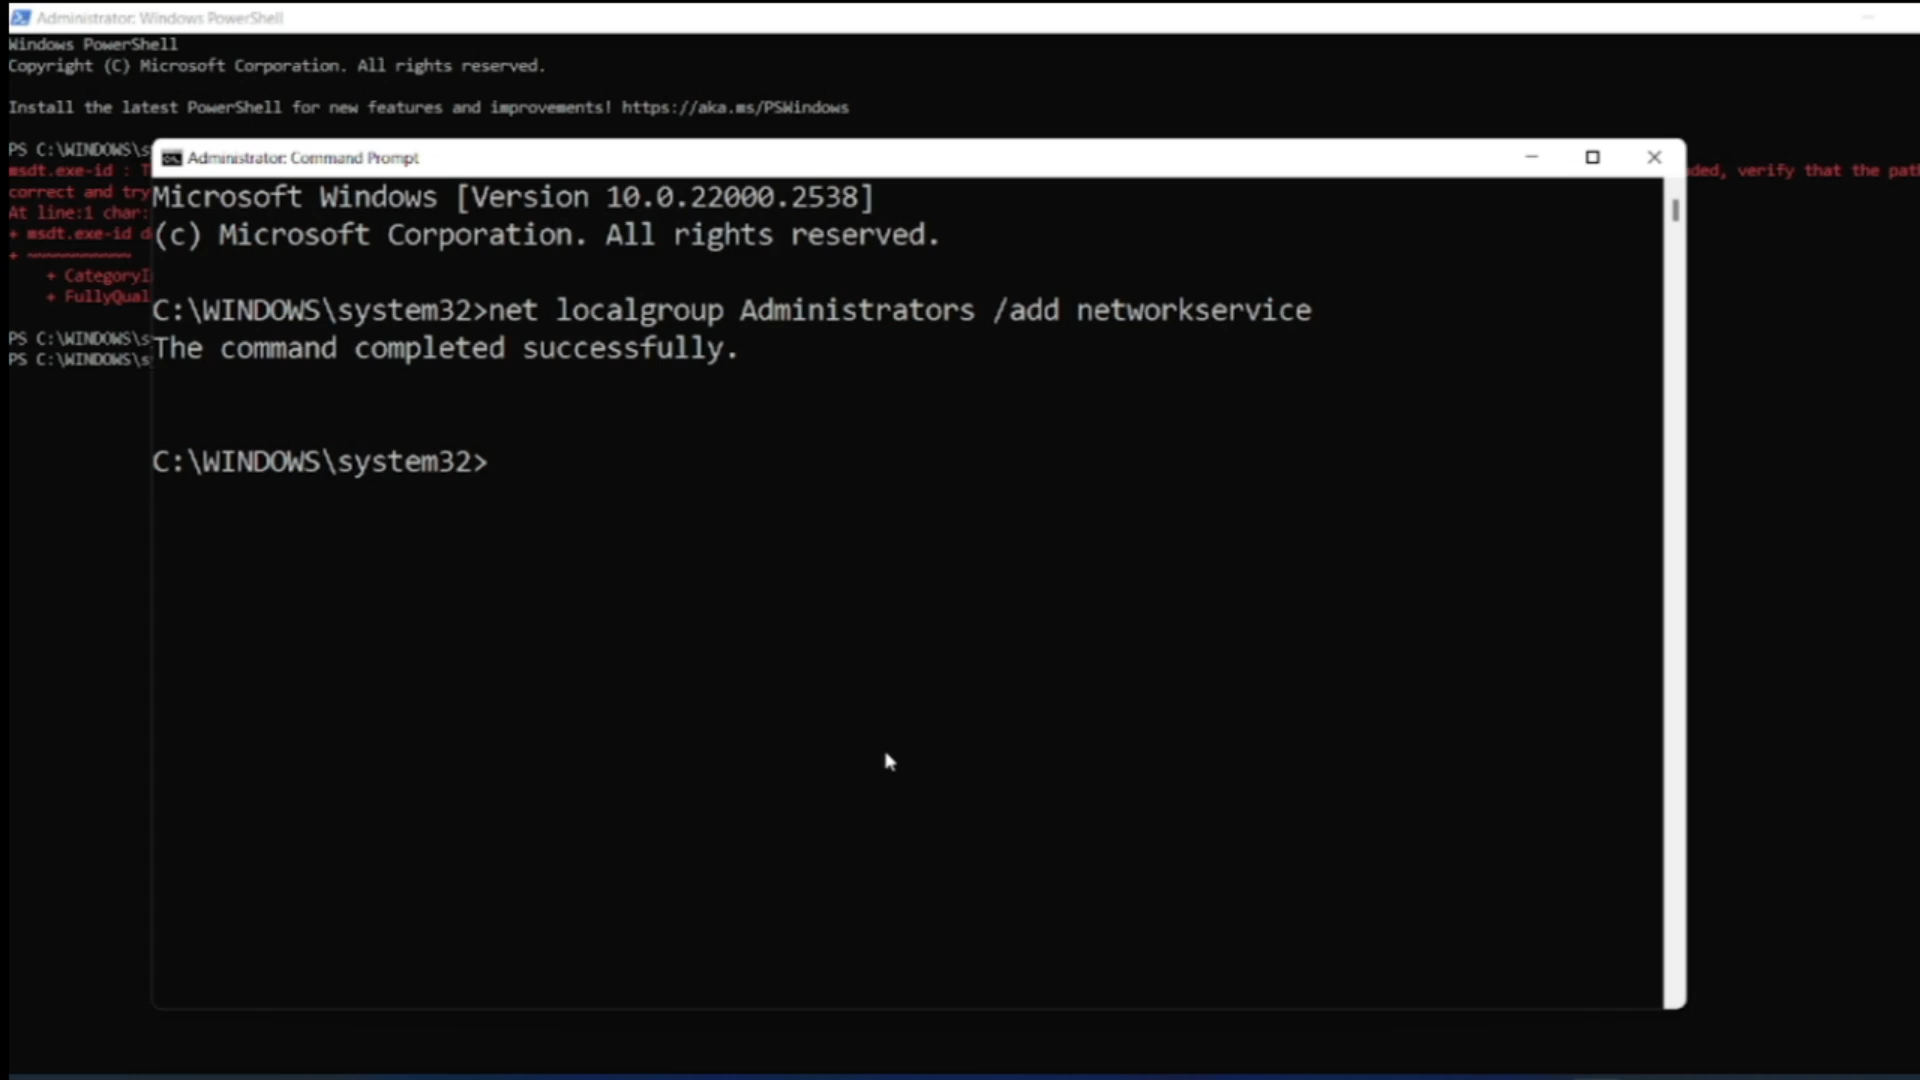 Administrator: Windows PowerShell
Windows PowerShell
Copyright (C) Microsoft Corporation. All rights reserved.
Install the latest PowerShell for new features and improvements! https://aka.ms/PSWindows
PS C:\WINDOWS\s
msdt.exe-id : T
ded, verify that the path
correct and try
At line:1 char:
+ msdt.exe-id d
+ ~~~~~~~~~~~
+ CategoryI
+ FullyQual
PS C:\WINDOWS\s
PS C:\WINDOWS\s
Administrator: Command Prompt
Microsoft Windows [Version 10.0.22000.2538]
(c) Microsoft Corporation. All rights reserved.
C:\WINDOWS\system32>net localgroup Administrators /add networkservice
The command completed successfully.
C:\WINDOWS\system32>